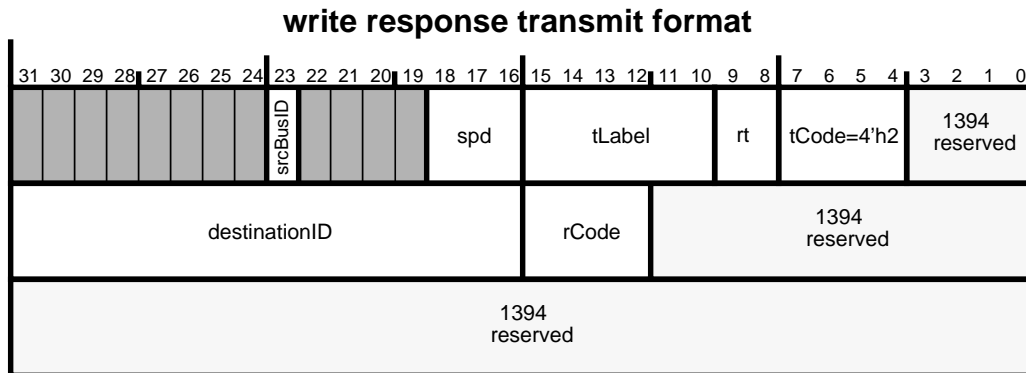 write response transmit format
31 30 29 28 27 26 25 24 23 22 21 20 19 18 17 16 15 14 13 12 11 10 9 8 7 6 5 4 3 2 1 0
srcBusID
spd
tLabel
rt
tCode=4’h2
1394
reserved
destinationID
rCode
1394
reserved
1394
reserved